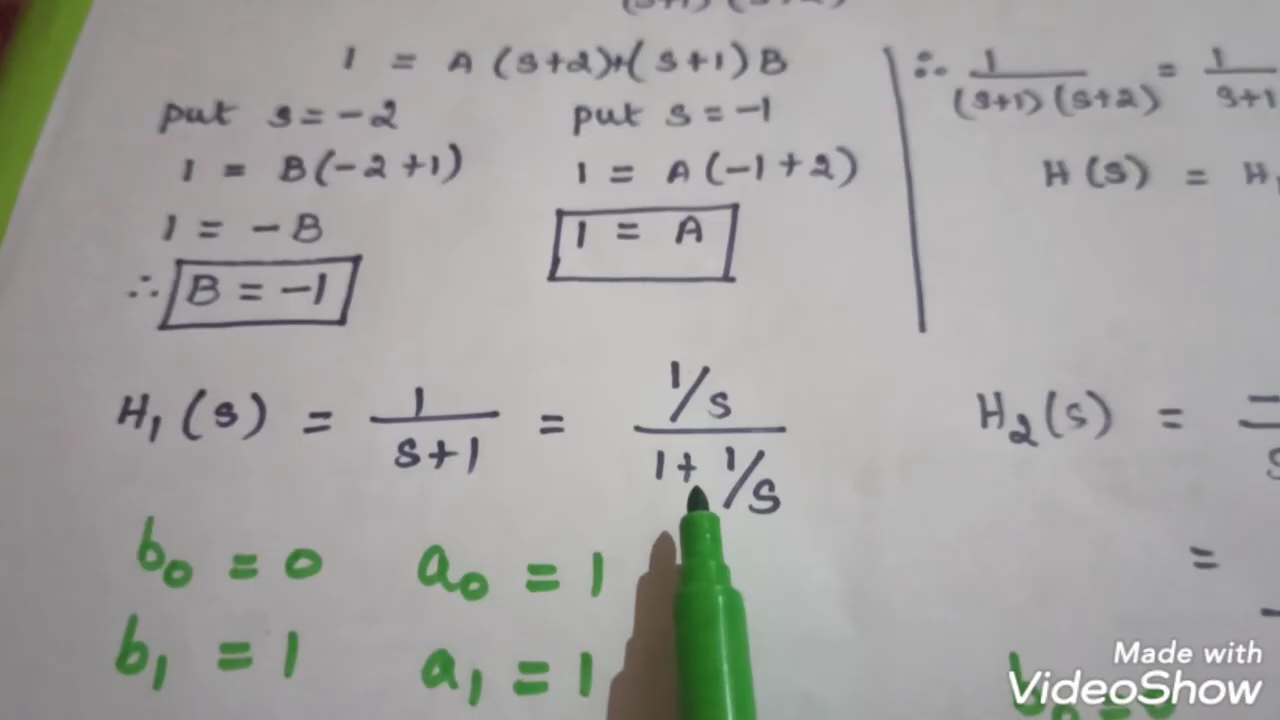 1 = A (s+2)+(s+1)B
put s = -2
put s = -1
1 = B(-2+1)
1 = A(-1+2)
1 = -B
1 = A
∴ B = -1
∴ 1/((s+1)(s+2)) = 1/(s+1)
H(s) =
H₁(s) = 1/(s+1) = (1/s)/(1+1/s)
b₀ = 0 a₀ = 1
b₁ = 1 a₁ = 1
H₂(s) =
=
Made with
VideoShow